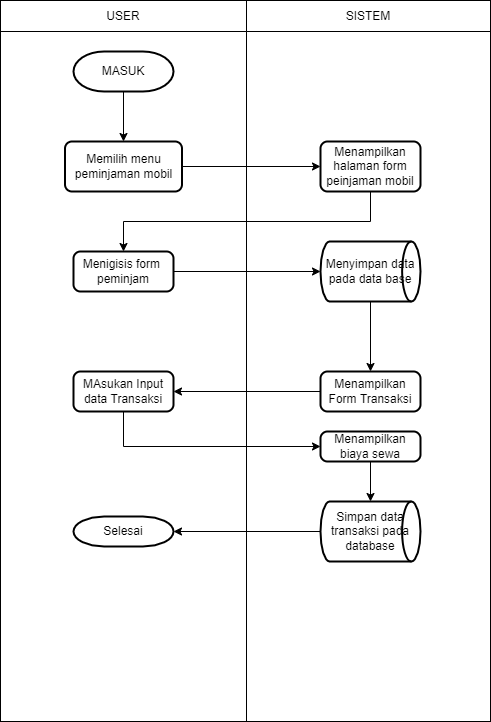 USER
SISTEM
MASUK
Memilih menu
peminjaman mobil
Menampilkan
halaman form
peinjaman mobil
Menigisis form
peminjam
Menyimpan data
pada data base
MAsukan Input
data Transaksi
Menampilkan
Form Transaksi
Menampilkan
biaya sewa
Selesai
Simpan data
transaksi pada
database